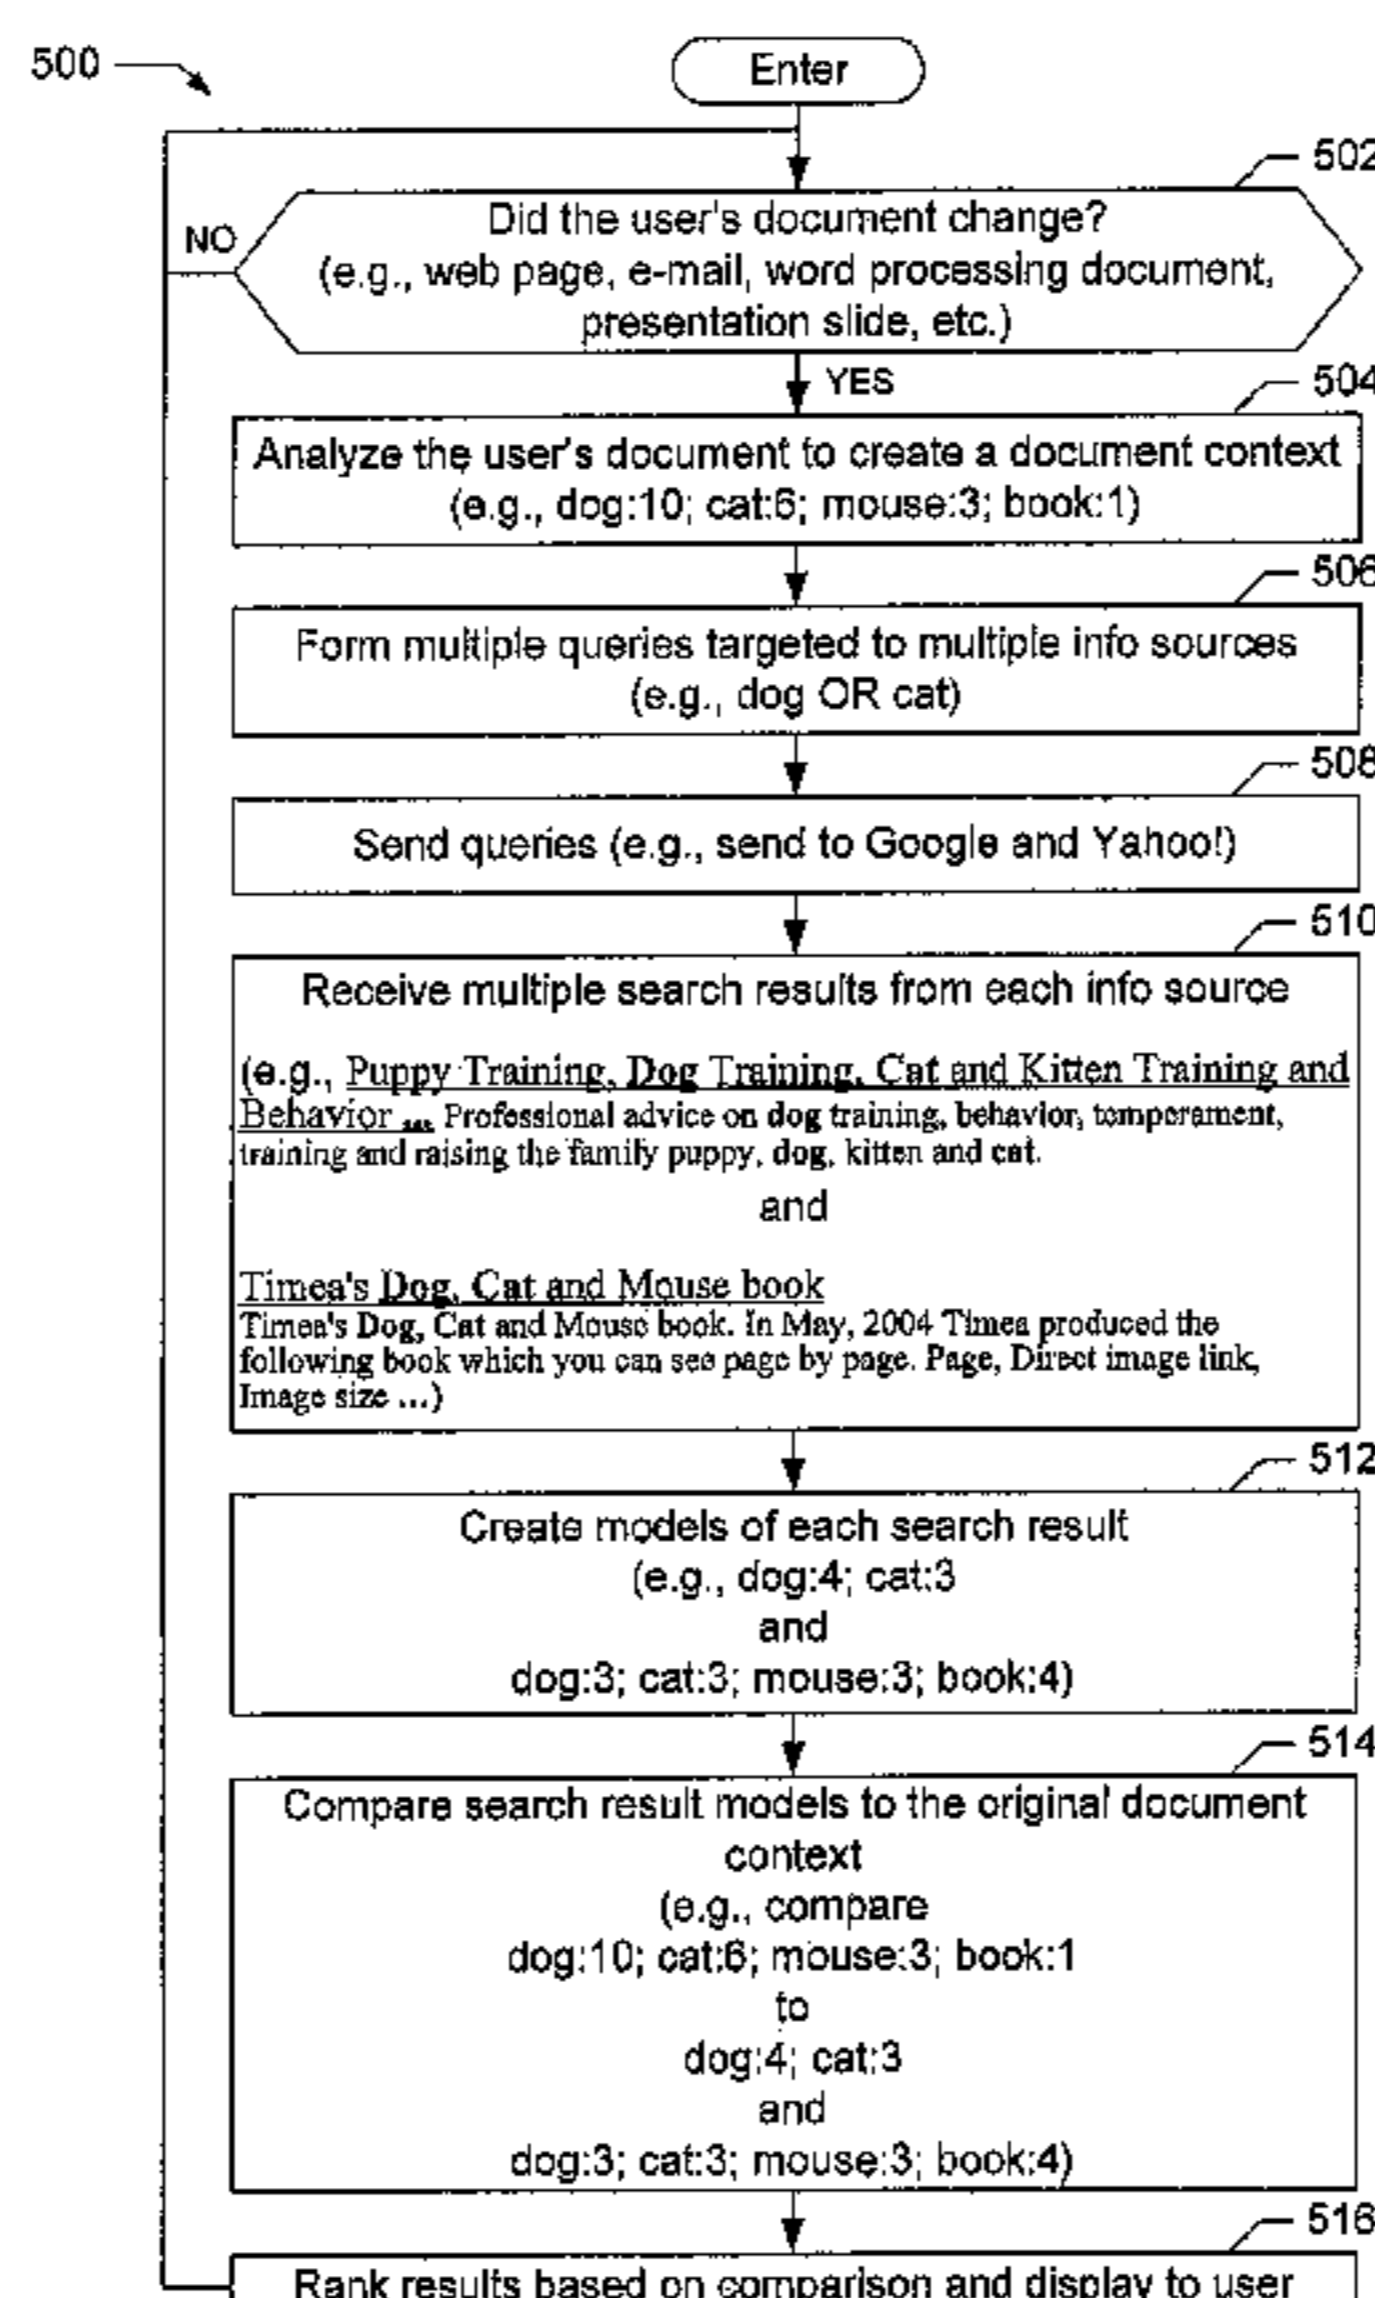 500
Enter
502
Did the user's document change?
(e.g., web page, e-mail, word processing document,
presentation slide, etc.)
NO
YES
504
Analyze the user's document to create a document context
(e.g., dog:10; cat:6; mouse:3; book:1)
506
Form multiple queries targeted to multiple info sources
(e.g., dog OR cat)
508
Send queries (e.g., send to Google and Yahoo!)
510
Receive multiple search results from each info source
(e.g., Puppy Training, Dog Training, Cat and Kitten Training and
Behavior ... Professional advice on dog training, behavior, temperament,
training and raising the family puppy, dog, kitten and cat.
and
Timea's Dog, Cat and Mouse book
Timea's Dog, Cat and Mouse book. In May, 2004 Timea produced the
following book which you can see page by page. Page, Direct image link,
Image size ...)
512
Create models of each search result
(e.g., dog:4; cat:3
and
dog:3; cat:3; mouse:3; book:4)
514
Compare search result models to the original document
context
(e.g., compare
dog:10; cat:6; mouse:3; book:1
to
dog:4; cat:3
and
dog:3; cat:3; mouse:3; book:4)
516
Rank results based on comparison and display to user